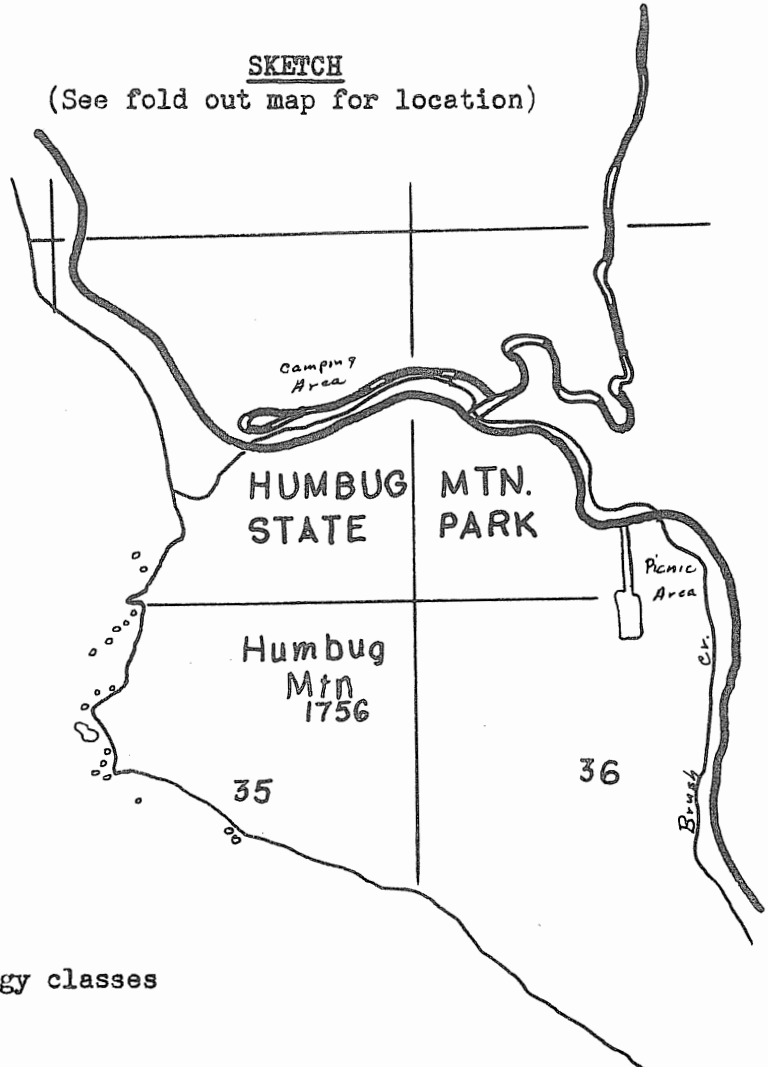 SKETCH
(See fold out map for location)
Camping
Area
HUMBUG MTN.
STATE PARK
Picnic
Area
Cr.
Humbug
Mtn
1756
35
36
Brush
gy classes